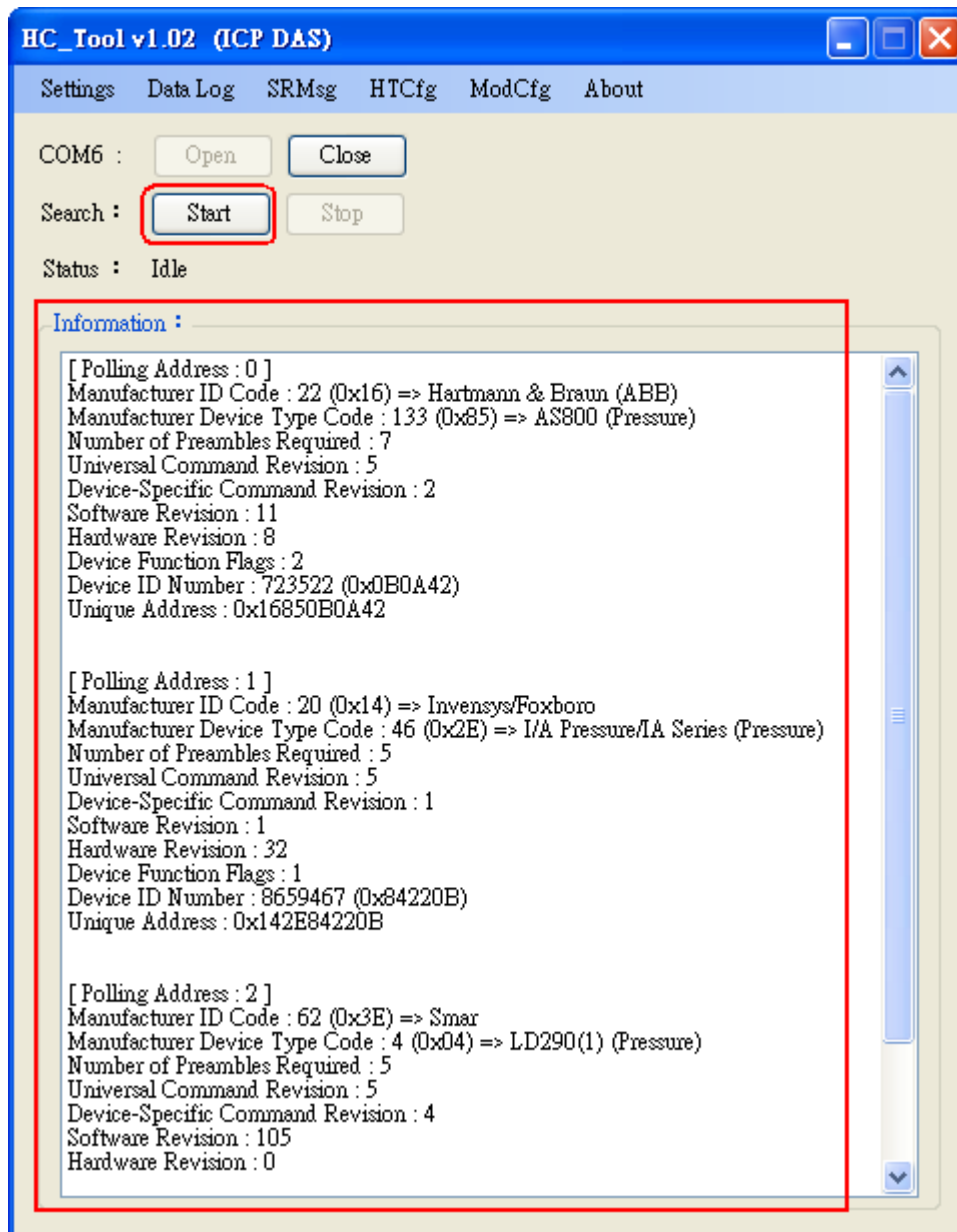 HC_Tool v1.02 (ICP DAS)
Settings Data Log SRMsg HTCfg ModCfg About
COM6 : Open Close
Search : Start Stop
Status : Idle
Information :
[ Polling Address : 0 ]
Manufacturer ID Code : 22 (0x16) => Hartmann & Braun (ABB)
Manufacturer Device Type Code : 133 (0x85) => AS800 (Pressure)
Number of Preambles Required : 7
Universal Command Revision : 5
Device-Specific Command Revision : 2
Software Revision : 11
Hardware Revision : 8
Device Function Flags : 2
Device ID Number : 723522 (0x0B0A42)
Unique Address : 0x16850B0A42
[ Polling Address : 1 ]
Manufacturer ID Code : 20 (0x14) => Invensys/Foxboro
Manufacturer Device Type Code : 46 (0x2E) => I/A Pressure/IA Series (Pressure)
Number of Preambles Required : 5
Universal Command Revision : 5
Device-Specific Command Revision : 1
Software Revision : 1
Hardware Revision : 32
Device Function Flags : 1
Device ID Number : 8659467 (0x84220B)
Unique Address : 0x142E84220B
[ Polling Address : 2 ]
Manufacturer ID Code : 62 (0x3E) => Smar
Manufacturer Device Type Code : 4 (0x04) => LD290(1) (Pressure)
Number of Preambles Required : 5
Universal Command Revision : 5
Device-Specific Command Revision : 4
Software Revision : 105
Hardware Revision : 0